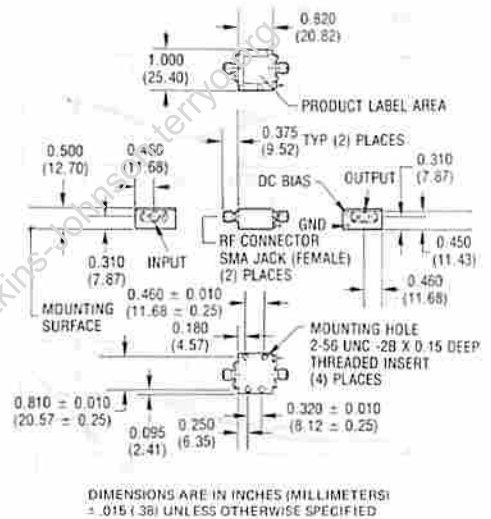 0.820
(20.82)
1.000
(25.40)
PRODUCT LABEL AREA
0.375
(9.52)
TYP (2) PLACES
0.500
(12.70)
0.460
(11.68)
DC BIAS
OUTPUT
0.310
(7.87)
GND
0.310
(7.87)
INPUT
RF CONNECTOR
SMA JACK (FEMALE)
(2) PLACES
0.450
(11.43)
0.460
(11.68)
MOUNTING
SURFACE
0.460 ± 0.010
(11.68 ± 0.25)
0.180
(4.57)
MOUNTING HOLE
2-56 UNC -28 X 0.15 DEEP
THREADED INSERT
(4) PLACES
0.810 ± 0.010
(20.57 ± 0.25)
0.095
(2.41)
0.250
(6.35)
0.320 ± 0.010
(8.12 ± 0.25)
DIMENSIONS ARE IN INCHES (MILLIMETERS)
± .015 (.38) UNLESS OTHERWISE SPECIFIED